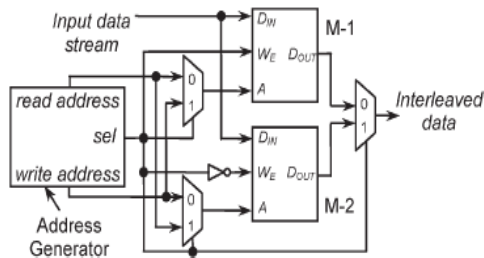 Input data
stream
D_IN
M-1
W_E
D_OUT
0
read address
A
1
0
Interleaved
sel
D_IN
1
data
write address
W_E
D_OUT
0
M-2
A
Address
1
Generator